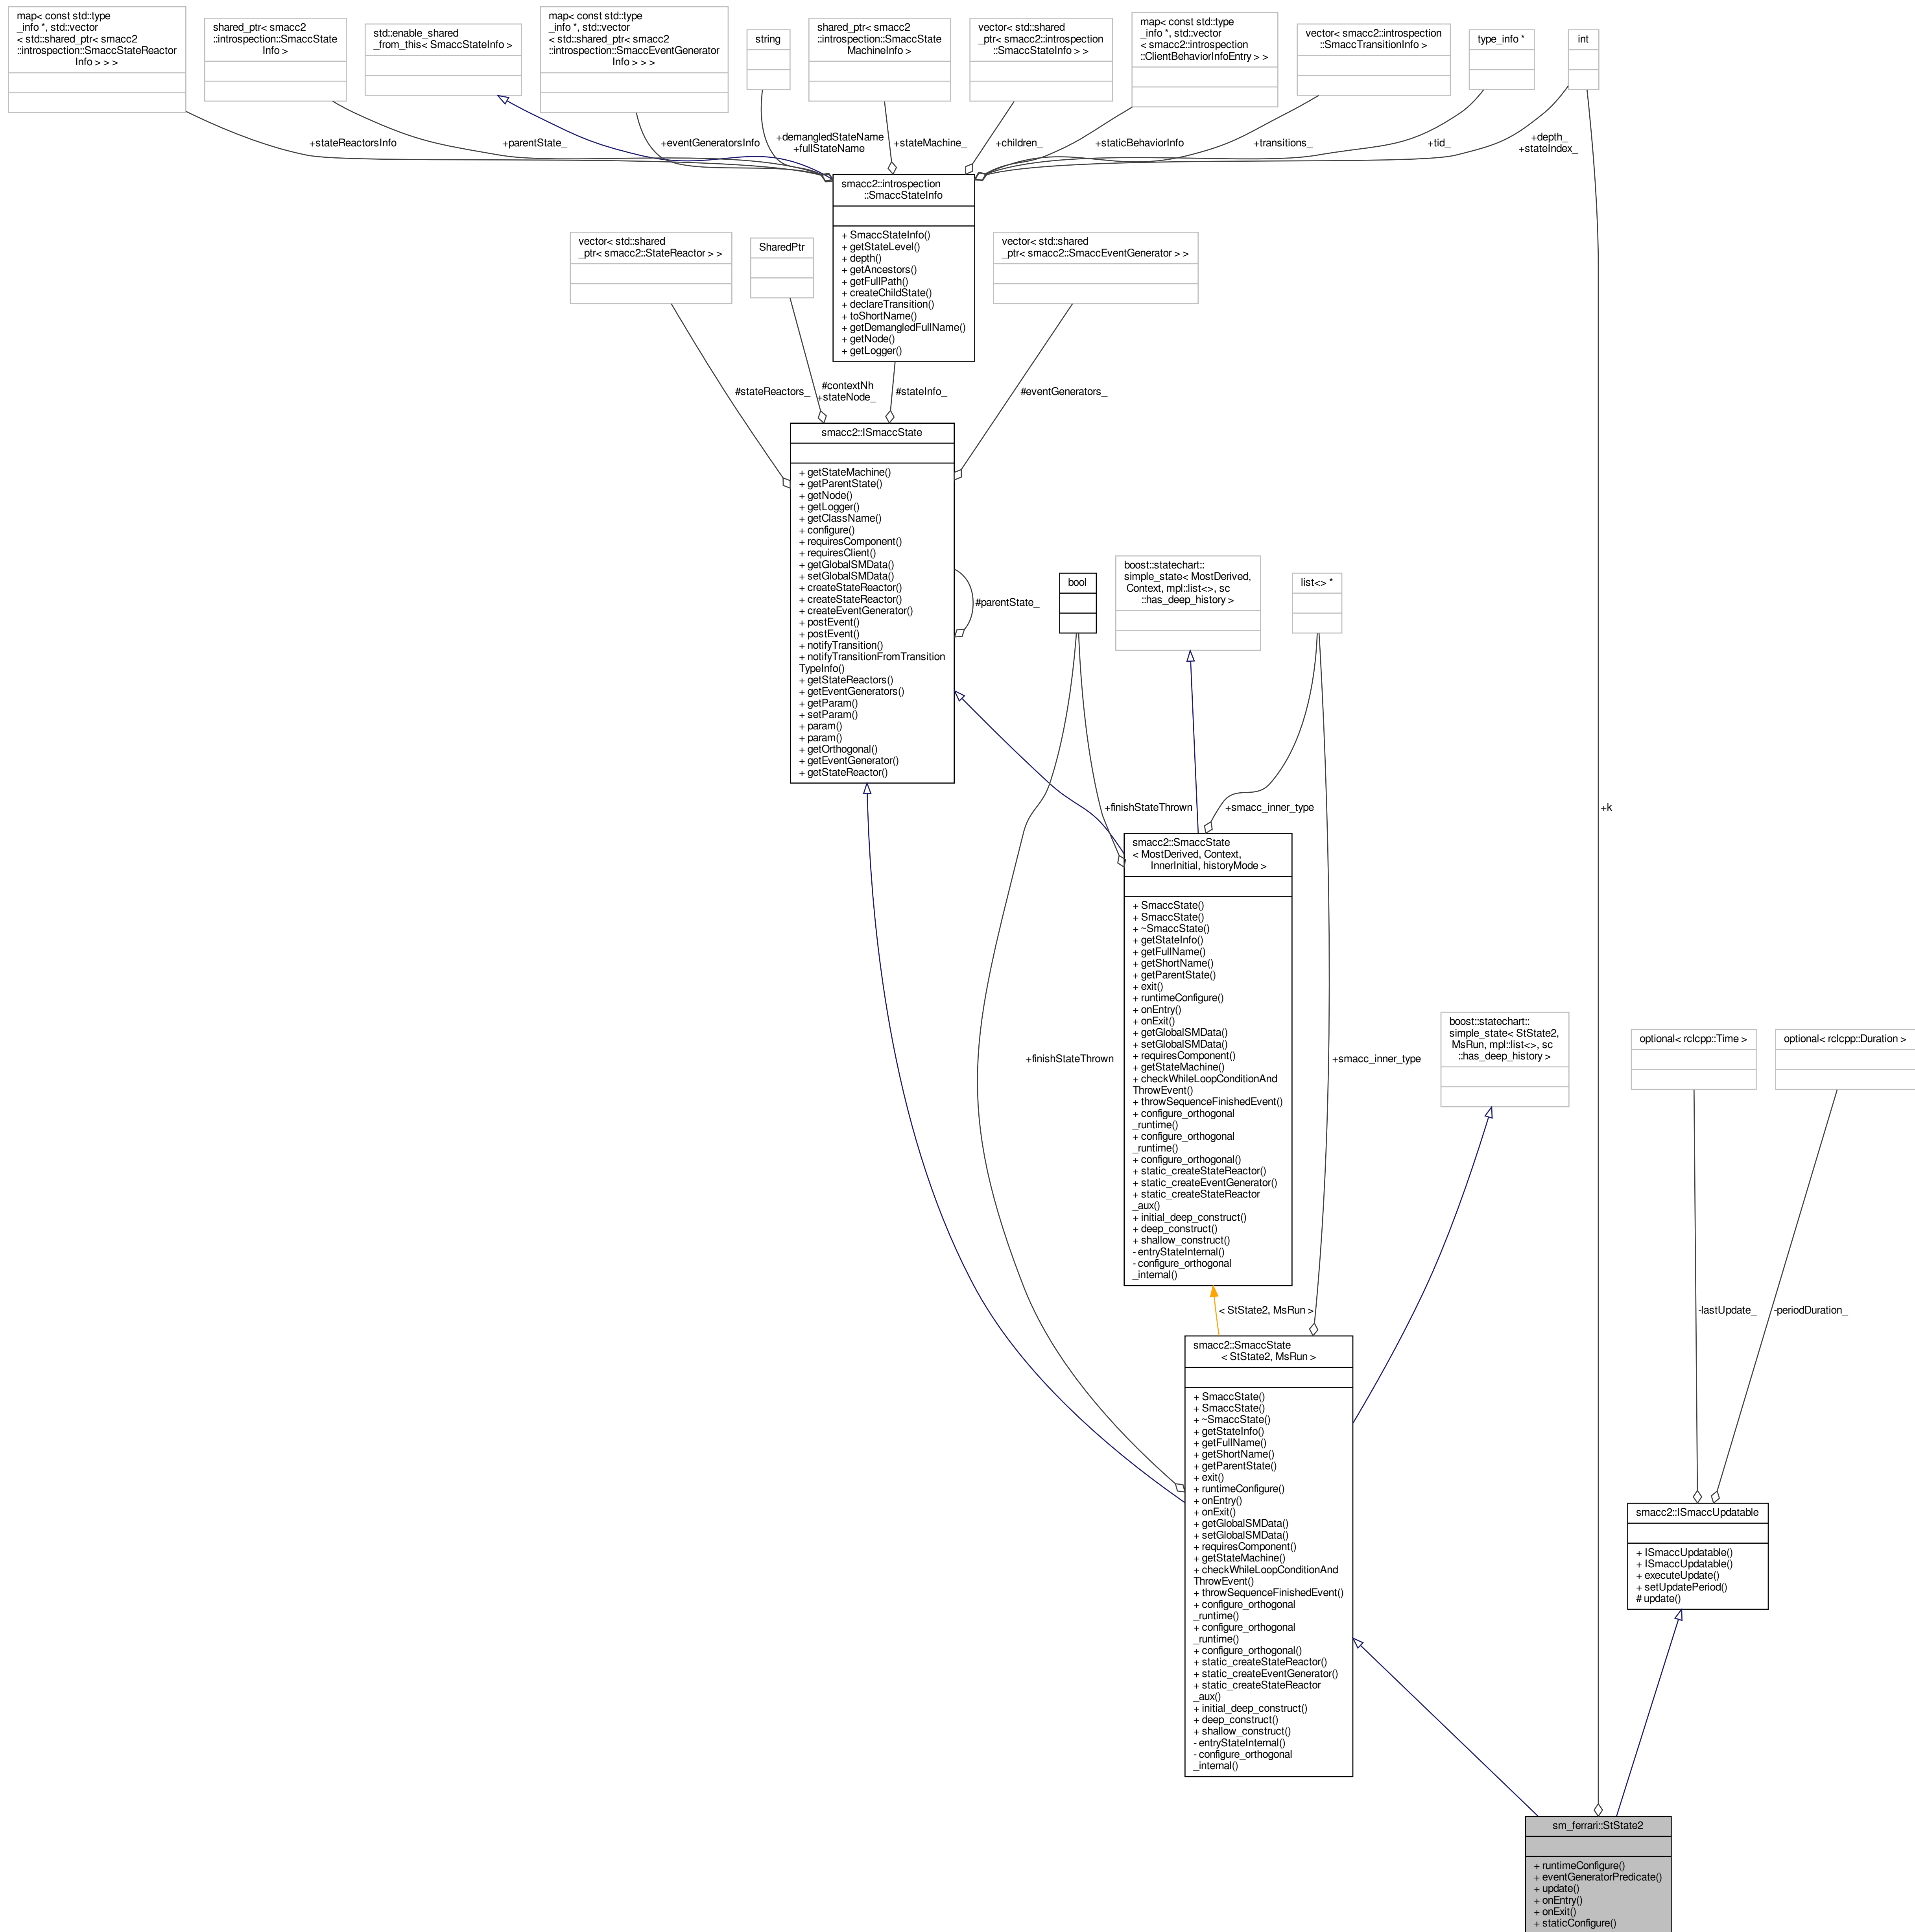 map< const std::type
_info *, std::vector
< std::shared_ptr< smacc2
::introspection::SmaccStateReactor
Info > > >
shared_ptr< smacc2
::introspection::SmaccState
Info >
std::enable_shared
_from_this< SmaccStateInfo >
map< const std::type
_info *, std::vector
< std::shared_ptr< smacc2
::introspection::SmaccEventGenerator
Info > > >
string
shared_ptr< smacc2
::introspection::SmaccState
MachineInfo >
vector< std::shared
_ptr< smacc2::introspection
::SmaccStateInfo > >
map< const std::type
_info *, std::vector
< smacc2::introspection
::ClientBehaviorInfoEntry > >
vector< smacc2::introspection
::SmaccTransitionInfo >
type_info *
int
+stateReactorsInfo
+parentState_
+eventGeneratorsInfo
+demangledStateName
+fullStateName
+stateMachine_
+children_
+staticBehaviorInfo
+transitions_
+tid_
+depth_
+stateIndex_
smacc2::introspection
::SmaccStateInfo
+ SmaccStateInfo()
+ getStateLevel()
+ depth()
+ getAncestors()
+ getFullPath()
+ createChildState()
+ declareTransition()
+ toShortName()
+ getDemangledFullName()
+ getNode()
+ getLogger()
vector< std::shared
_ptr< smacc2::StateReactor > >
SharedPtr
vector< std::shared
_ptr< smacc2::SmaccEventGenerator > >
#stateReactors_
#contextNh
+stateNode_
#stateInfo_
#eventGenerators_
smacc2::ISmaccState
+ getStateMachine()
+ getParentState()
+ getNode()
+ getLogger()
+ getClassName()
+ configure()
+ requiresComponent()
+ requiresClient()
+ getGlobalSMData()
+ setGlobalSMData()
+ createStateReactor()
+ createStateReactor()
+ createEventGenerator()
+ postEvent()
+ postEvent()
+ notifyTransition()
+ notifyTransitionFromTransition
TypeInfo()
+ getStateReactors()
+ getEventGenerators()
+ getParam()
+ setParam()
+ param()
+ param()
+ getOrthogonal()
+ getEventGenerator()
+ getStateReactor()
#parentState_
bool
boost::statechart::
simple_state< MostDerived,
Context, mpl::list<>, sc
::has_deep_history >
list<> *
+finishStateThrown
+smacc_inner_type
+k
smacc2::SmaccState
< MostDerived, Context,
InnerInitial, historyMode >
+ SmaccState()
+ SmaccState()
+ ~SmaccState()
+ getStateInfo()
+ getFullName()
+ getShortName()
+ getParentState()
+ exit()
+ runtimeConfigure()
+ onEntry()
+ onExit()
+ getGlobalSMData()
+ setGlobalSMData()
+ requiresComponent()
+ getStateMachine()
+ checkWhileLoopConditionAnd
ThrowEvent()
+ throwSequenceFinishedEvent()
+ configure_orthogonal
_runtime()
+ configure_orthogonal
_runtime()
+ configure_orthogonal()
+ static_createStateReactor()
+ static_createEventGenerator()
+ static_createStateReactor
_aux()
+ initial_deep_construct()
+ deep_construct()
+ shallow_construct()
- entryStateInternal()
- configure_orthogonal
_internal()
+finishStateThrown
+smacc_inner_type
boost::statechart::
simple_state< StState2,
MsRun, mpl::list<>, sc
::has_deep_history >
optional< rclcpp::Time >
optional< rclcpp::Duration >
< StState2, MsRun >
-lastUpdate_
-periodDuration_
smacc2::SmaccState
< StState2, MsRun >
+ SmaccState()
+ SmaccState()
+ ~SmaccState()
+ getStateInfo()
+ getFullName()
+ getShortName()
+ getParentState()
+ exit()
+ runtimeConfigure()
+ onEntry()
+ onExit()
+ getGlobalSMData()
+ setGlobalSMData()
+ requiresComponent()
+ getStateMachine()
+ checkWhileLoopConditionAnd
ThrowEvent()
+ throwSequenceFinishedEvent()
+ configure_orthogonal
_runtime()
+ configure_orthogonal
_runtime()
+ configure_orthogonal()
+ static_createStateReactor()
+ static_createEventGenerator()
+ static_createStateReactor
_aux()
+ initial_deep_construct()
+ deep_construct()
+ shallow_construct()
- entryStateInternal()
- configure_orthogonal
_internal()
smacc2::ISmaccUpdatable
+ ISmaccUpdatable()
+ ISmaccUpdatable()
+ executeUpdate()
+ setUpdatePeriod()
# update()
sm_ferrari::StState2
+ runtimeConfigure()
+ eventGeneratorPredicate()
+ update()
+ onEntry()
+ onExit()
+ staticConfigure()